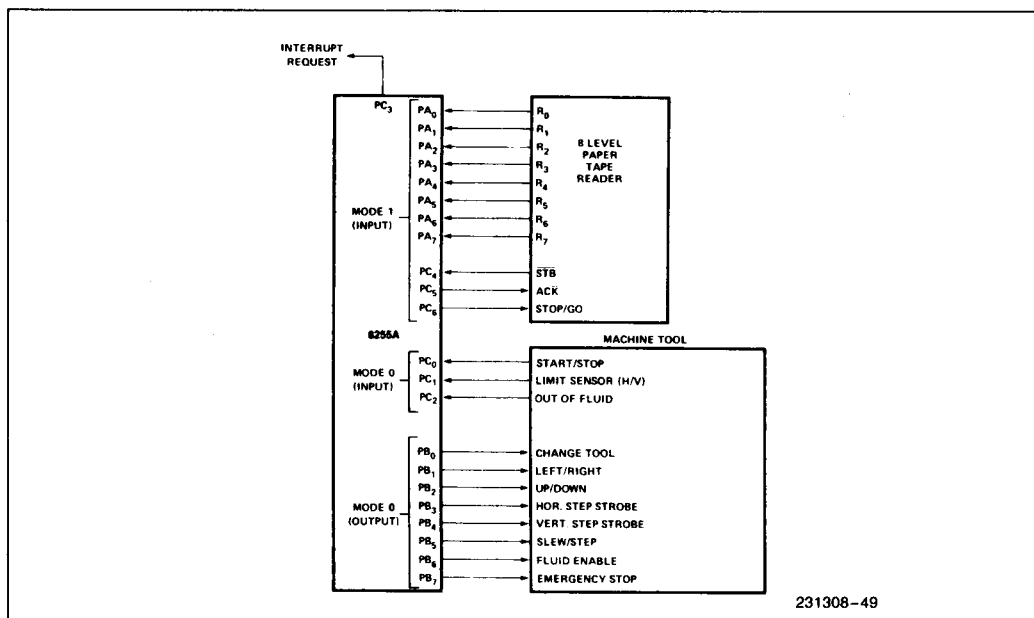 INTERRUPT
REQUEST
PC3
PA0
PA1
PA2
PA3
PA4
PA5
PA6
PA7
MODE 1
(INPUT)
PC4
PC5
PC6
R0
R1
R2
R3
R4
R5
R6
R7
8 LEVEL
PAPER
TAPE
READER
STB
ACK
STOP/GO
8255A
MACHINE TOOL
MODE 0
(INPUT)
PC0
PC1
PC2
START/STOP
LIMIT SENSOR (H/V)
OUT OF FLUID
MODE 0
(OUTPUT)
PB0
PB1
PB2
PB3
PB4
PB5
PB6
PB7
CHANGE TOOL
LEFT/RIGHT
UP/DOWN
HOR. STEP STROBE
VERT. STEP STROBE
SLEW/STEP
FLUID ENABLE
EMERGENCY STOP
231308-49